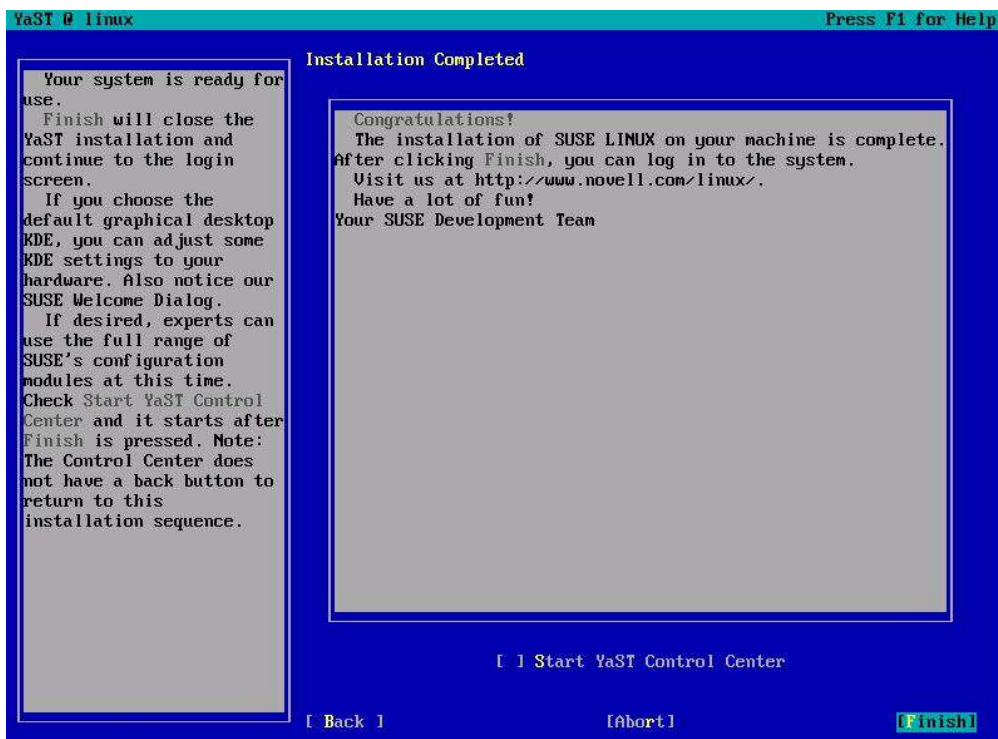 YaST @ linux Press F1 for Help
Installation Completed
Your system is ready for
use.
Finish will close the
YaST installation and
continue to the login
screen.
If you choose the
default graphical desktop
KDE, you can adjust some
KDE settings to your
hardware. Also notice our
SUSE Welcome Dialog.
If desired, experts can
use the full range of
SUSE's configuration
modules at this time.
Check Start YaST Control
Center and it starts after
Finish is pressed. Note:
The Control Center does
not have a back button to
return to this
installation sequence.
Congratulations!
The installation of SUSE LINUX on your machine is complete.
After clicking Finish, you can log in to the system.
Visit us at http://www.novell.com/linux/.
Have a lot of fun!
Your SUSE Development Team
[ ] Start YaST Control Center
[ Back ] [Abort] [Finish]